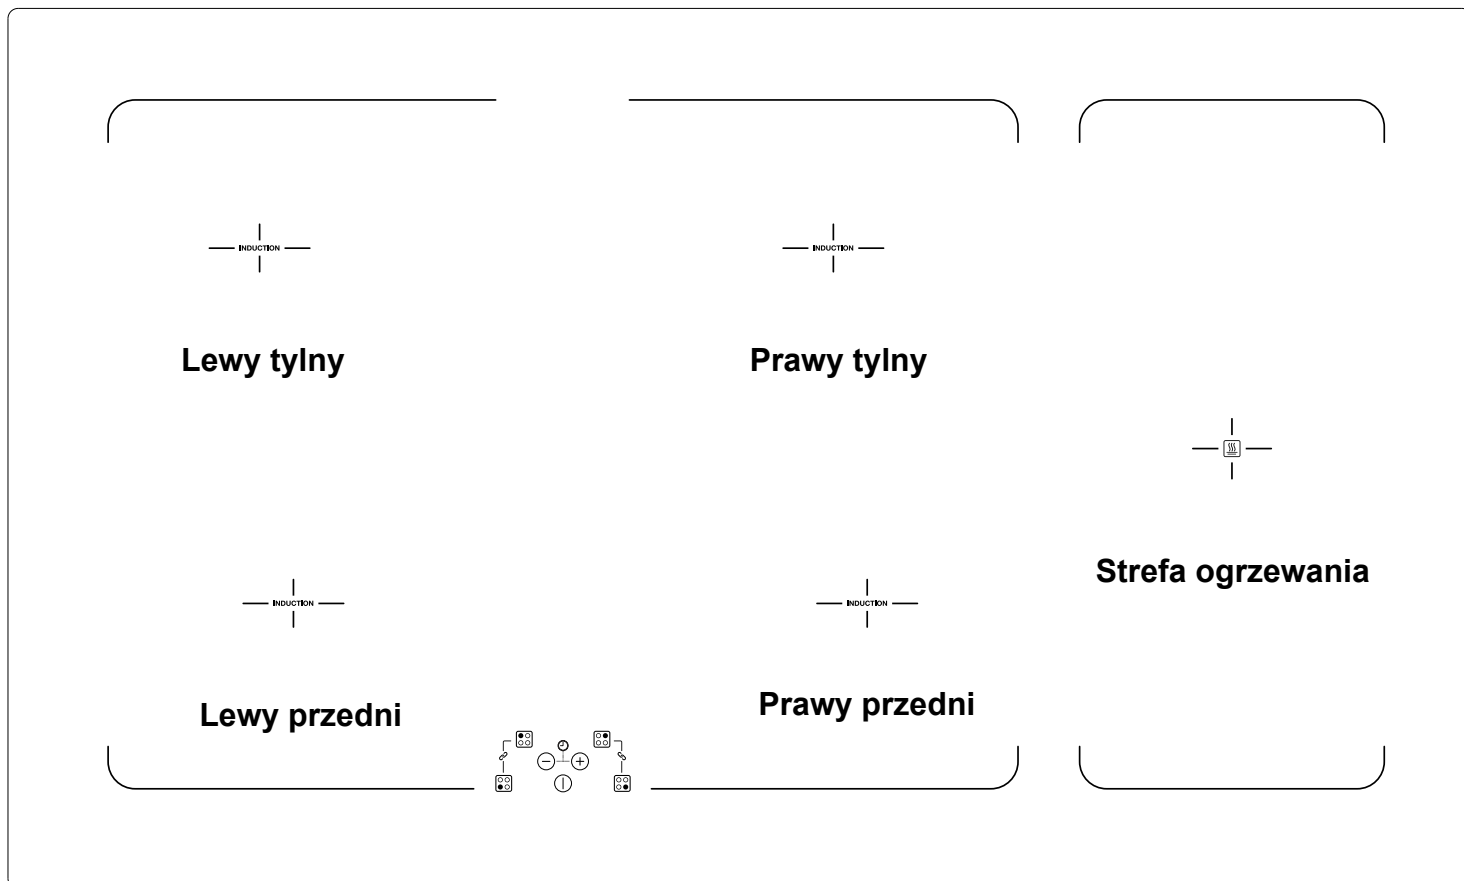 INDUCTION
INDUCTION
Lewy tylny
Prawy tylny
Strefa ogrzewania
INDUCTION
INDUCTION
Lewy przedni
Prawy przedni